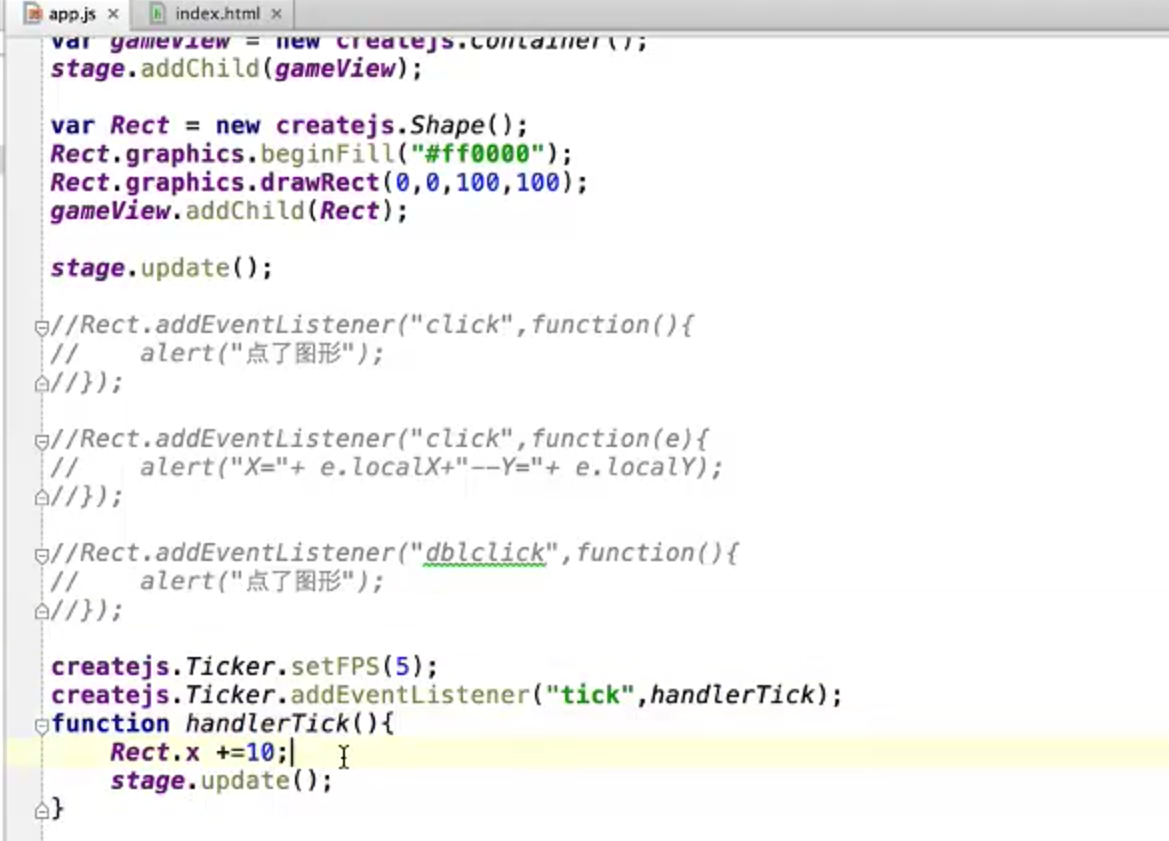 app.js
index.html
var gameView = new createjs.Container();
stage.addChild(gameView);
var Rect = new createjs.Shape();
Rect.graphics.beginFill("#ff0000");
Rect.graphics.drawRect(0,0,100,100);
gameView.addChild(Rect);
stage.update();
//Rect.addEventListener("click",function(){
//    alert("点了图形");
//});
//Rect.addEventListener("click",function(e){
//    alert("X="+ e.localX+"--Y="+ e.localY);
//});
//Rect.addEventListener("dblclick",function(){
//    alert("点了图形");
//});
createjs.Ticker.setFPS(5);
createjs.Ticker.addEventListener("tick",handlerTick);
function handlerTick(){
    Rect.x +=10;
    stage.update();
}